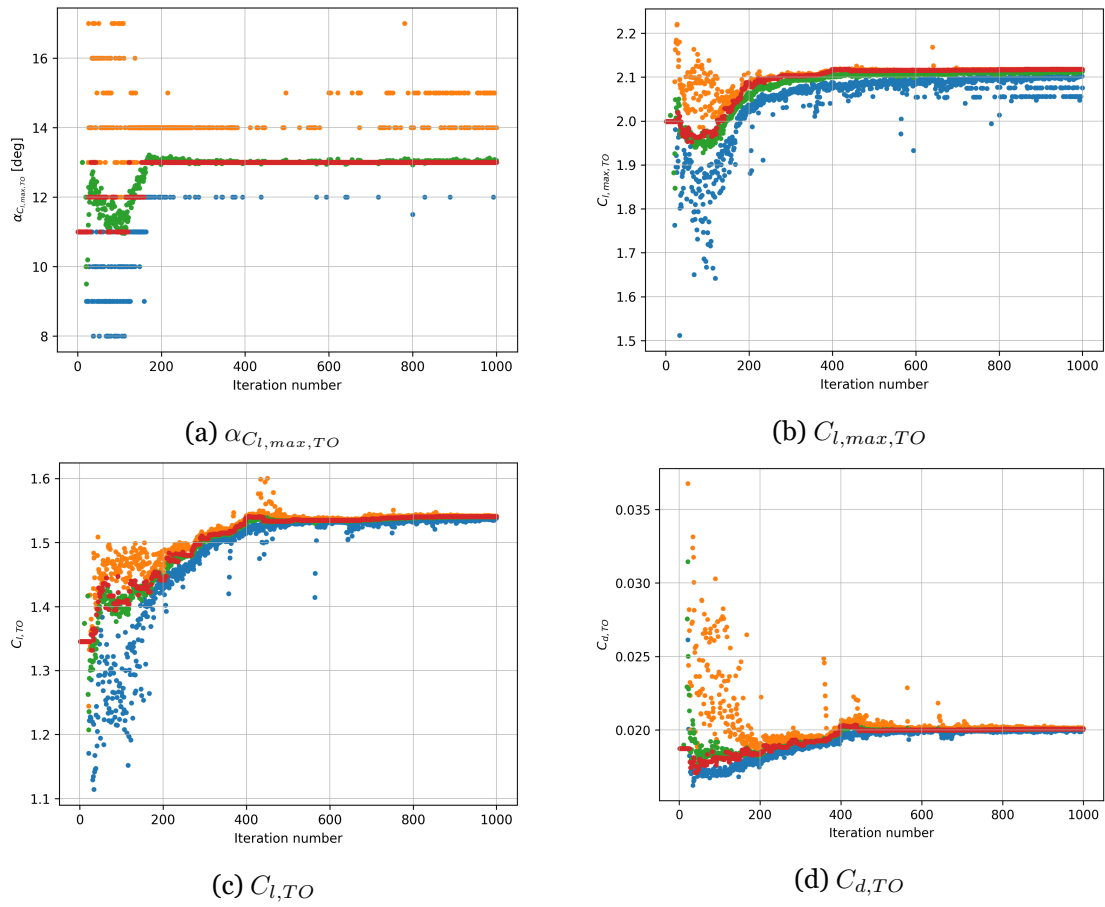 16
14
12
10
8
α_{C_{l,max,TO}} [deg]
0 200 400 600 800 1000
Iteration number
(a) α_{C_{l,max,TO}}
2.2
2.1
2.0
1.9
1.8
1.7
1.6
1.5
C_{l,max,TO}
0 200 400 600 800 1000
Iteration number
(b) C_{l,max,TO}
1.6
1.5
1.4
1.3
1.2
1.1
C_{l,TO}
0 200 400 600 800 1000
Iteration number
(c) C_{l,TO}
0.035
0.030
0.025
0.020
C_{d,TO}
0 200 400 600 800 1000
Iteration number
(d) C_{d,TO}